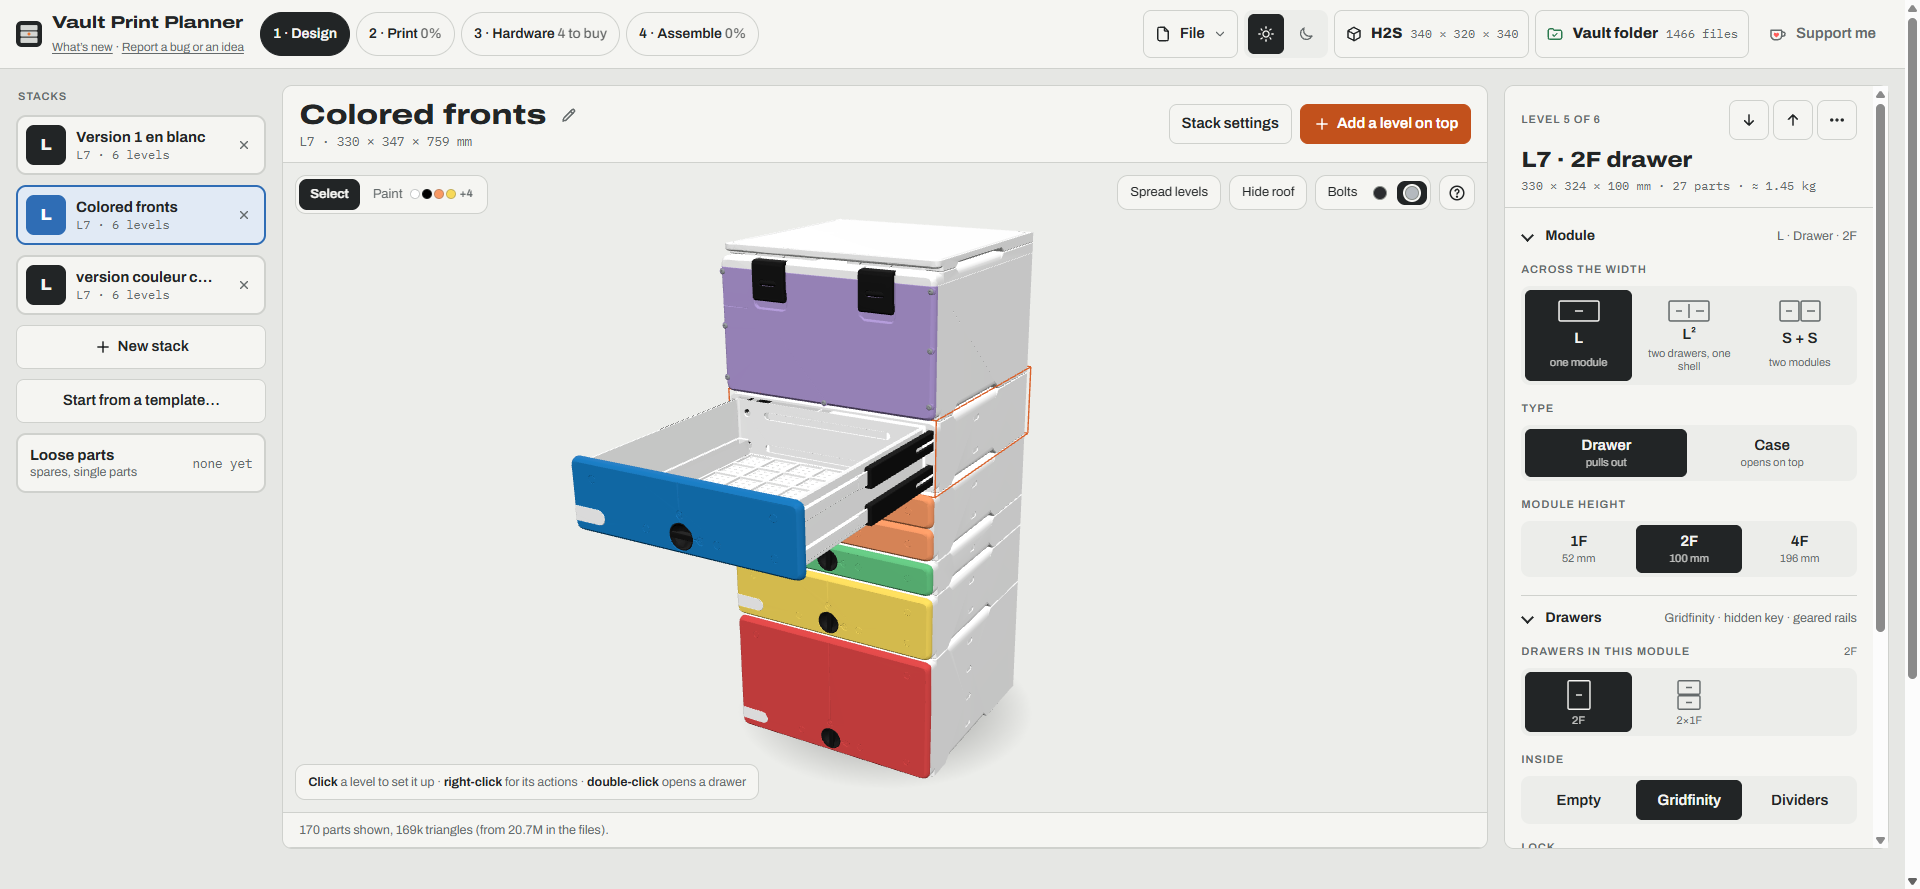 Vault Print Planner
What's new · Report a bug or an idea
1 · Design
2 · Print 0%
3 · Hardware 4 to buy
4 · Assemble 0%
File
H2S 340 × 320 × 340
Vault folder 1466 files
Support me
STACKS
L
Version 1 en blanc
L7 · 6 levels
L
Colored fronts
L7 · 6 levels
L
version couleur c...
L7 · 6 levels
New stack
Start from a template...
Loose parts
spares, single parts
none yet
Colored fronts
L7 · 330 × 347 × 759 mm
Stack settings
Add a level on top
Select
Paint
+4
Spread levels
Hide roof
Bolts
Click a level to set it up · right-click for its actions · double-click opens a drawer
170 parts shown, 169k triangles (from 20.7M in the files).
LEVEL 5 OF 6
L7 · 2F drawer
330 × 324 × 100 mm · 27 parts · ≈ 1.45 kg
Module
L · Drawer · 2F
ACROSS THE WIDTH
L
one module
L²
two drawers, one shell
S + S
two modules
TYPE
Drawer
pulls out
Case
opens on top
MODULE HEIGHT
1F
52 mm
2F
100 mm
4F
196 mm
Drawers
Gridfinity · hidden key · geared rails
DRAWERS IN THIS MODULE
2F
2F
2×1F
INSIDE
Empty
Gridfinity
Dividers
LOCK